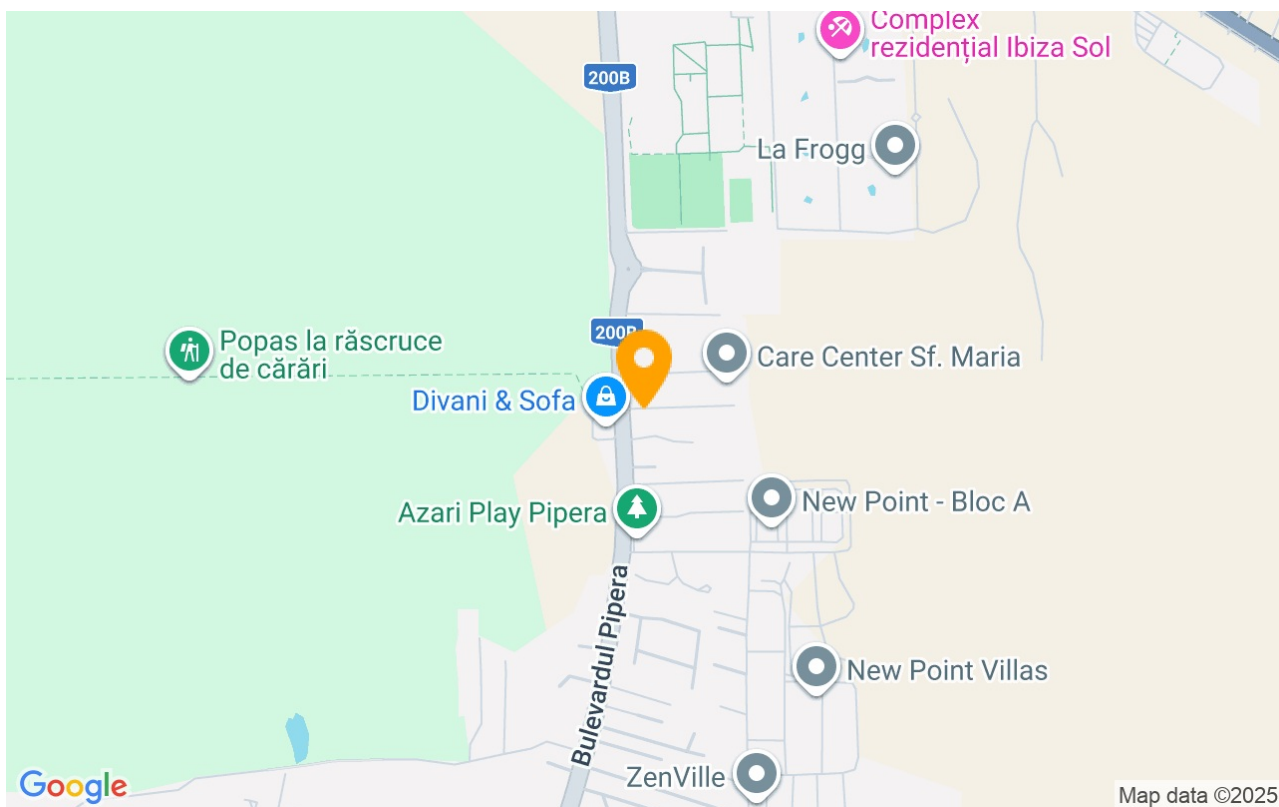 Complex
rezidențial Ibiza Sol
200B
La Frogg
200B
Popas la răscruce
de cărări
Care Center Sf. Maria
Divani & Sofa
New Point - Bloc A
Azari Play Pipera
Bulevardul Pipera
New Point Villas
ZenVille
Google
Map data ©2025